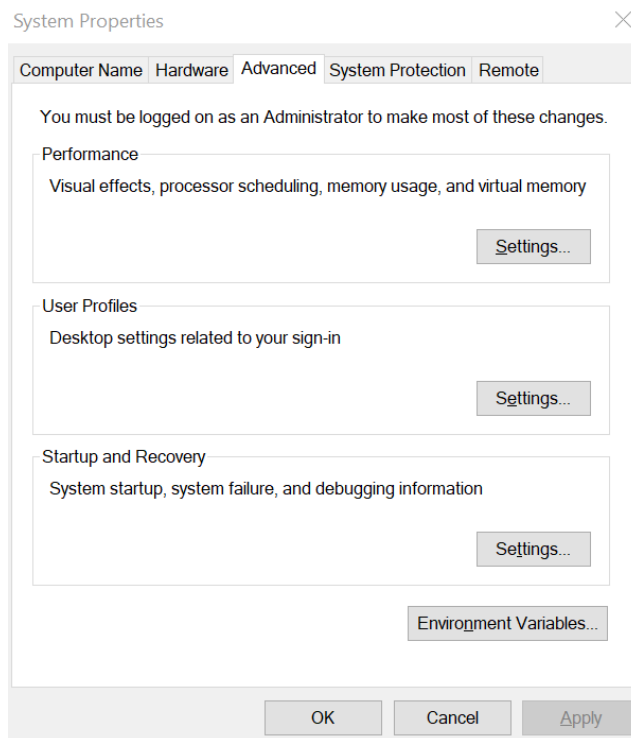 System Properties
Computer Name Hardware Advanced System Protection Remote
You must be logged on as an Administrator to make most of these changes.
Performance
Visual effects, processor scheduling, memory usage, and virtual memory
Settings...
User Profiles
Desktop settings related to your sign-in
Settings...
Startup and Recovery
System startup, system failure, and debugging information
Settings...
Environment Variables...
OK Cancel Apply